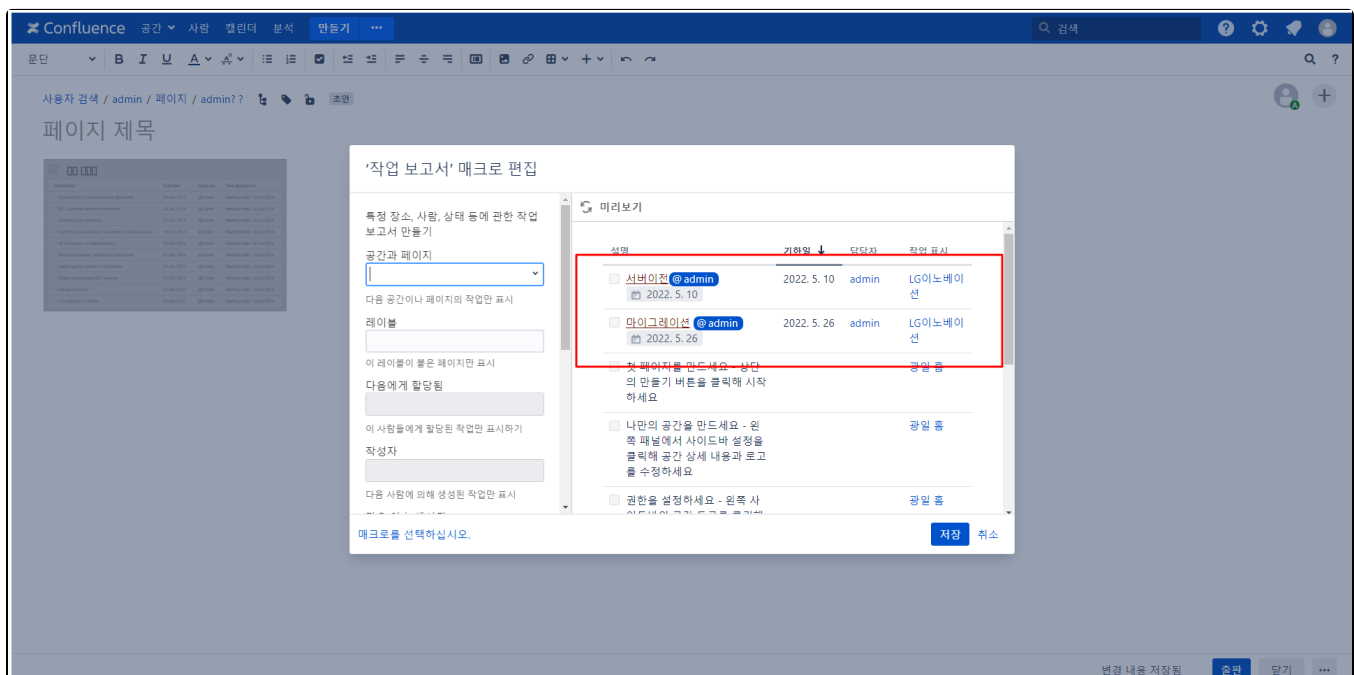 Confluence 공간 사람 캘린더 분석 만들기 ··· 검색 ?
문단 B I U A ?
사용자 검색 / admin / 페이지 / admin?? 초안
A +
페이지 제목
‘작업 보고서’ 매크로 편집
특정 장소, 사람, 상태 등에 관한 작업
보고서 만들기
공간과 페이지
다음 공간이나 페이지의 작업만 표시
레이블
이 레이블이 붙은 페이지만 표시
다음에게 할당됨
이 사람들에게 할당된 작업만 표시하기
작성자
다음 사람에 의해 생성된 작업만 표시
미리보기
설명 기한일 담당자 작업 표시
서버이전 @admin 2022. 5. 10 admin LG이노베이
2022. 5. 10 션
마이그레이션 @admin 2022. 5. 26 admin LG이노베이
2022. 5. 26 션
첫 페이지를 만드세요 - 상단 광일 홈
의 만들기 버튼을 클릭해 시작
하세요
나만의 공간을 만드세요 - 왼 광일 홈
쪽 패널에서 사이드바 설정을
클릭해 공간 상세 내용과 로고
를 수정하세요
권한을 설정하세요 - 왼쪽 사 광일 홈
매크로를 선택하십시오. 저장 취소
변경 내용 저장됨 출판 닫기 ···